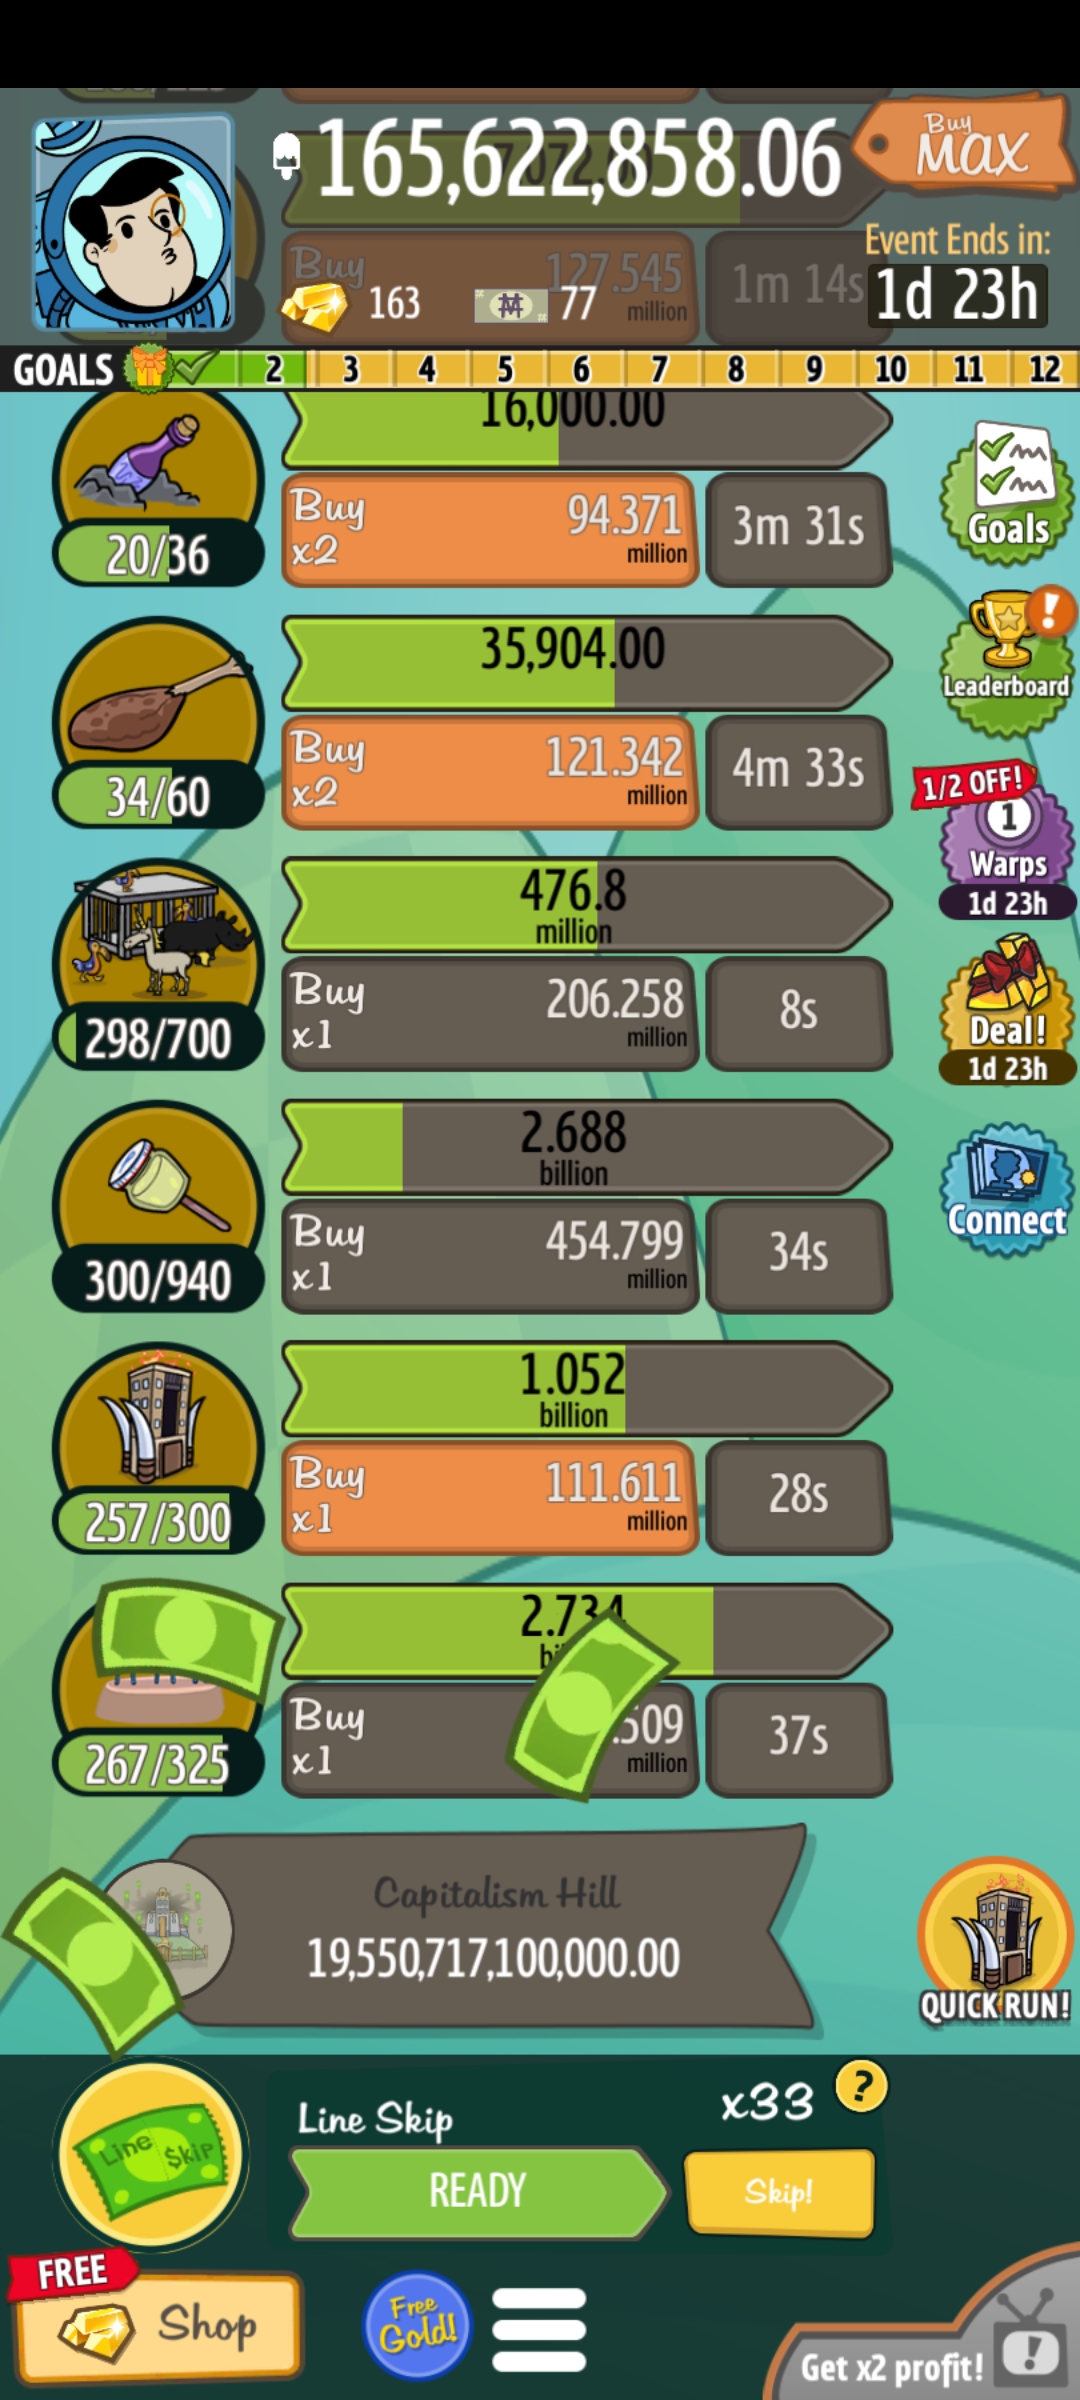 165,622,858.06
Buy
MAX
Event Ends in:
1d 23h
Buy
127.545
million
1m 14s
163
77
GOALS 2 3 4 5 6 7 8 9 10 11 12
16,000.00
20/36
Buy
x2
94.371
million
3m 31s
Goals
35,904.00
34/60
Buy
x2
121.342
million
4m 33s
Leaderboard
1/2 OFF!
1
Warps
1d 23h
476.8
million
298/700
Buy
x1
206.258
million
8s
Deal!
1d 23h
2.688
billion
300/940
Buy
x1
454.799
million
34s
Connect
1.052
billion
257/300
Buy
x1
111.611
million
28s
2.734
267/325
Buy
x1
.509
million
37s
Capitalism Hill
19,550,717,100,000.00
QUICK RUN!
Line $kip
Line Skip
x33
?
READY
Skip!
FREE
Shop
Free
Gold!
Get x2 profit!